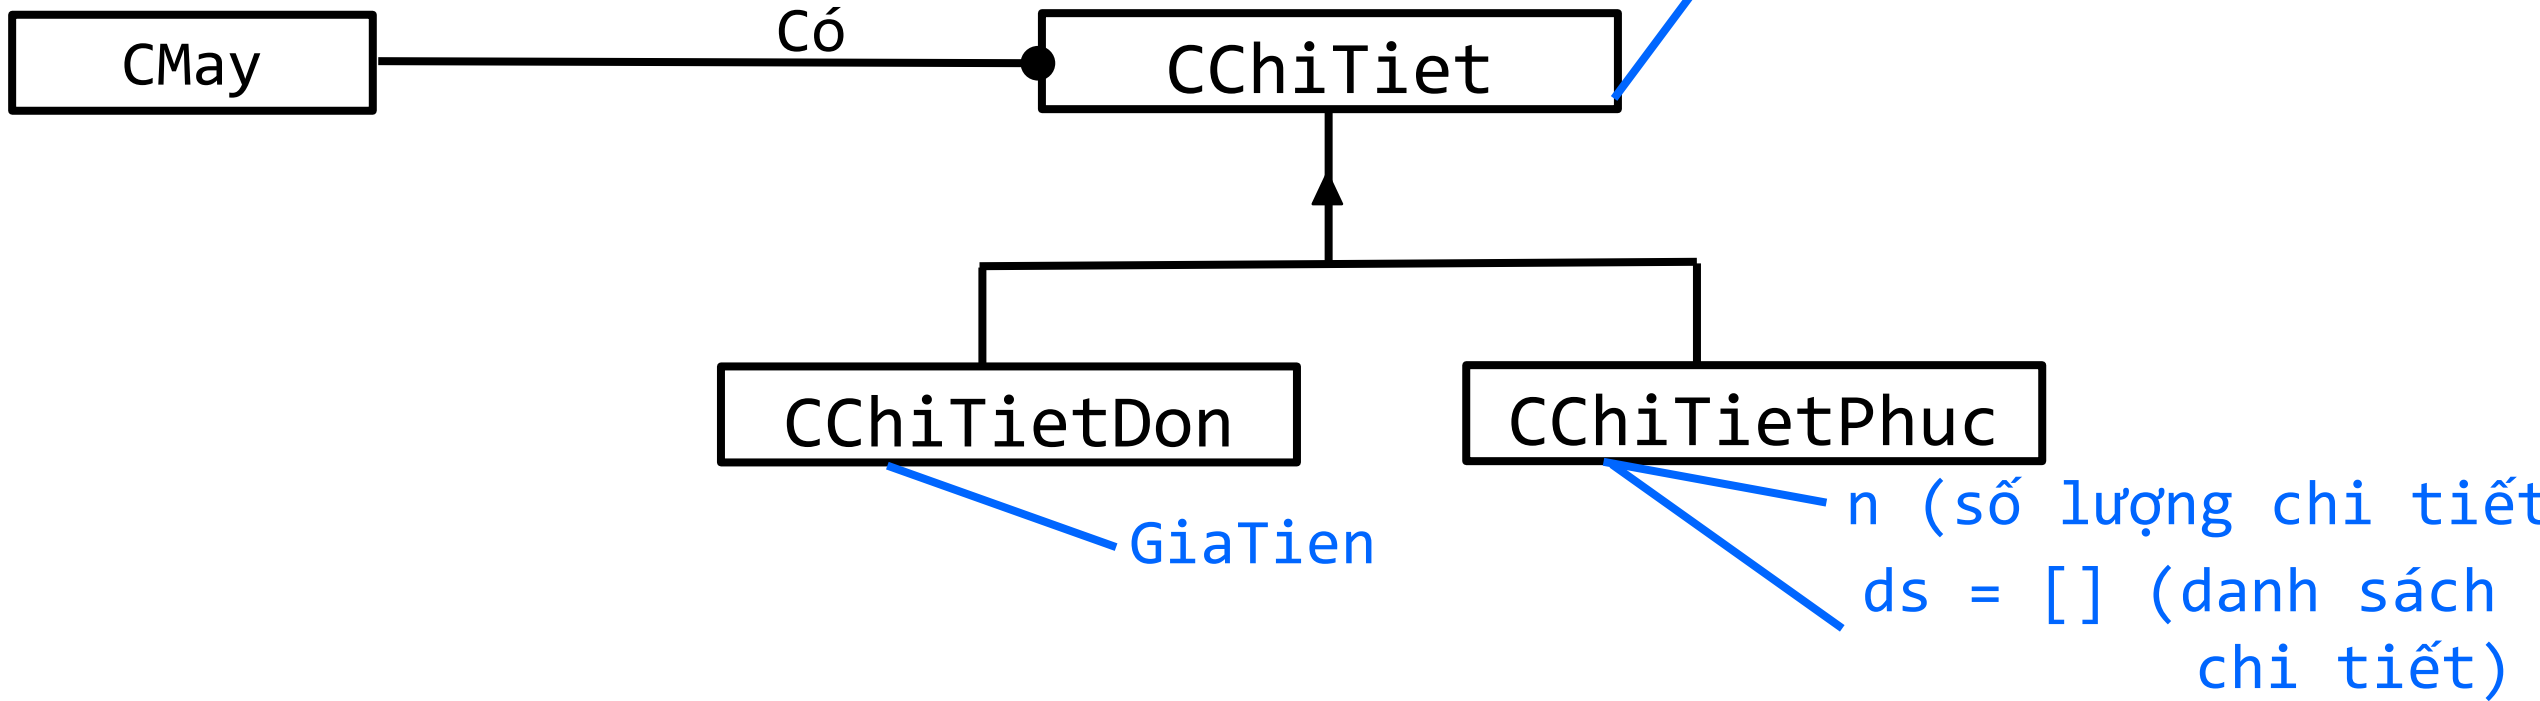 Có
CMay
CChiTiet
CChiTietDon
CChiTietPhuc
GiaTien
n (số lượng chi tiết
ds = [] (danh sách
chi tiết)